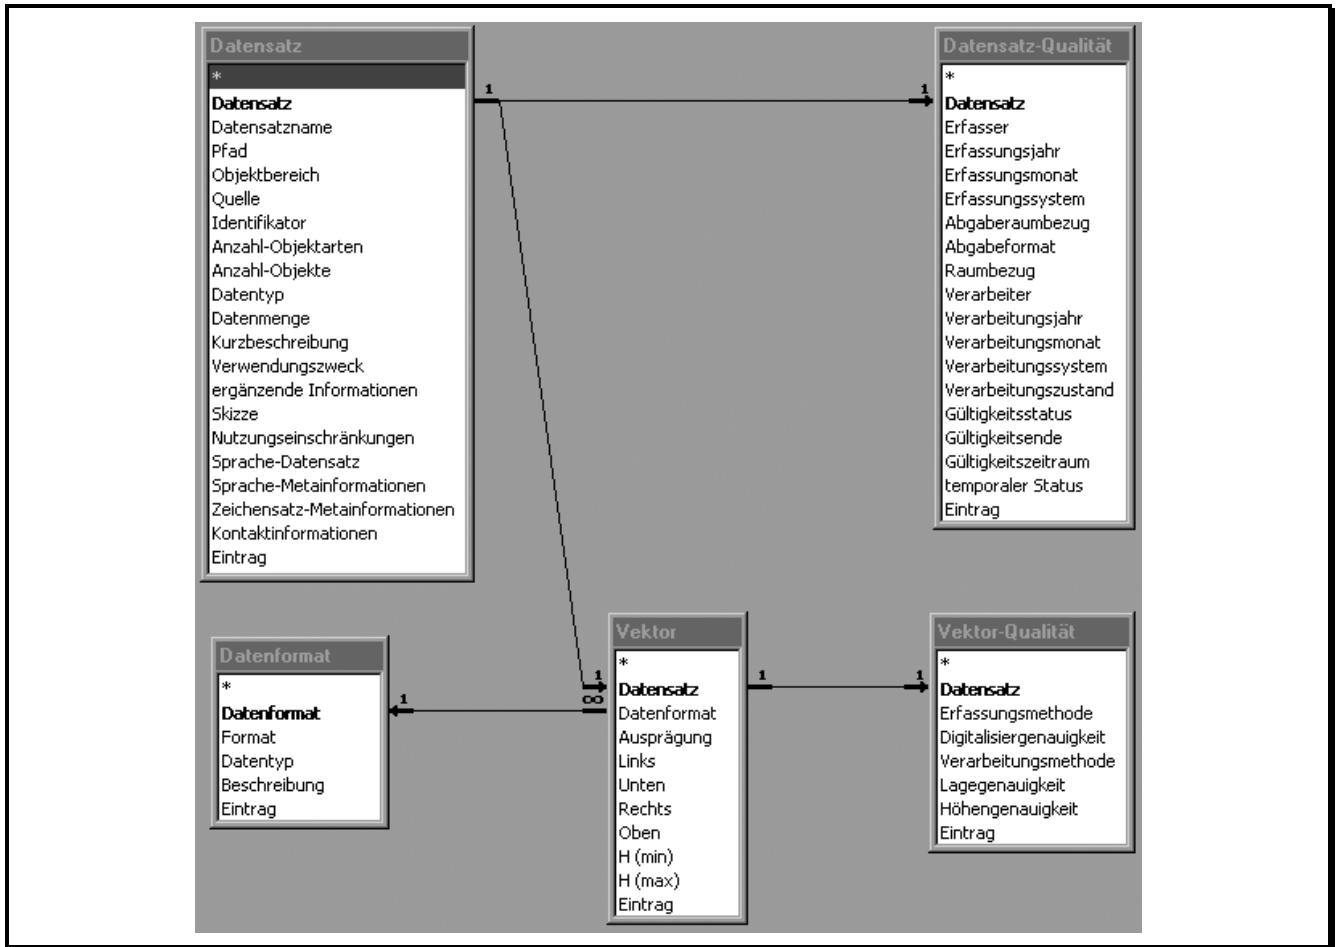 Datensatz
*
Datensatz
Datensatzname
Pfad
Objektbereich
Quelle
Identifikator
Anzahl-Objektarten
Anzahl-Objekte
Datentyp
Datenmenge
Kurzbeschreibung
Verwendungszweck
ergänzende Informationen
Skizze
Nutzungseinschränkungen
Sprache-Datensatz
Sprache-Metainformationen
Zeichensatz-Metainformationen
Kontaktinformationen
Eintrag
1
1
Datensatz-Qualität
*
Datensatz
Erfasser
Erfassungsjahr
Erfassungsmonat
Erfassungssystem
Abgaberaumbezug
Abgabeformat
Raumbezug
Verarbeiter
Verarbeitungsjahr
Verarbeitungsmonat
Verarbeitungssystem
Verarbeitungszustand
Gültigkeitsstatus
Gültigkeitsende
Gültigkeitszeitraum
temporaler Status
Eintrag
Datenformat
*
Datenformat
Format
Datentyp
Beschreibung
Eintrag
1
1
∞
Vektor
*
Datensatz
Datenformat
Ausprägung
Links
Unten
Rechts
Oben
H (min)
H (max)
Eintrag
1
1
Vektor-Qualität
*
Datensatz
Erfassungsmethode
Digitalisiergenauigkeit
Verarbeitungsmethode
Lagegenauigkeit
Höhengenauigkeit
Eintrag